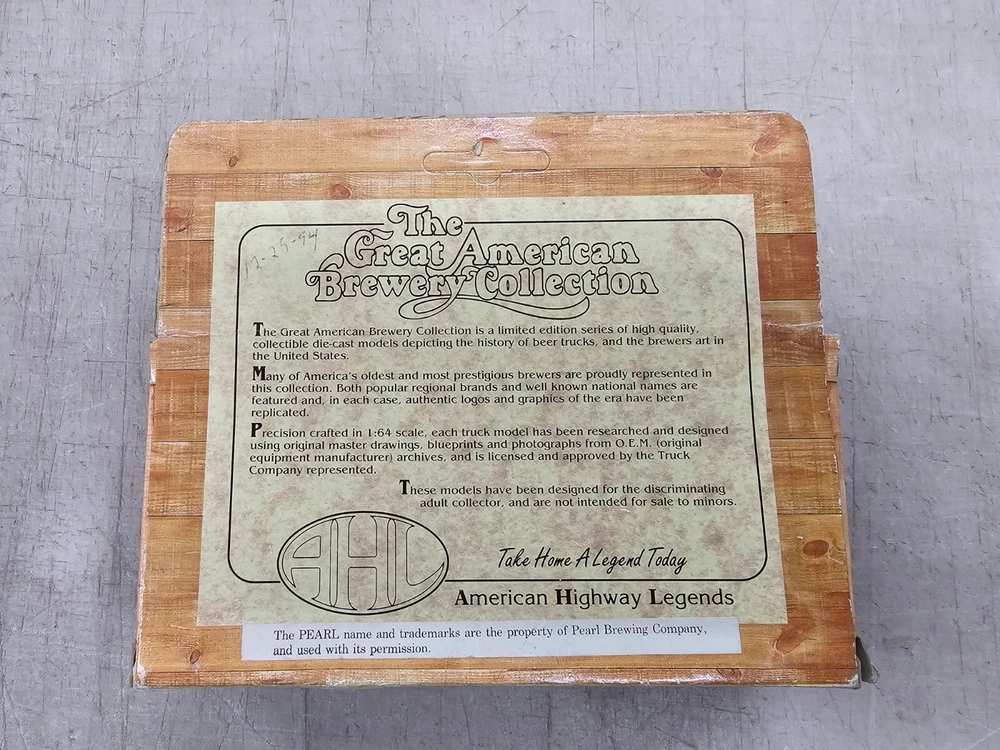 12-29-94
The
Great American
Brewery Collection
The Great American Brewery Collection is a limited edition series of high quality,
collectible die-cast models depicting the history of beer trucks, and the brewers art in
the United States.
Many of America's oldest and most prestigious brewers are proudly represented in
this collection. Both popular regional brands and well known national names are
featured and, in each case, authentic logos and graphics of the era have been
replicated.
Precision crafted in 1:64 scale, each truck model has been researched and designed
using original master drawings, blueprints and photographs from O.E.M. (original
equipment manufacturer) archives, and is licensed and approved by the Truck
Company represented.
These models have been designed for the discriminating
adult collector, and are not intended for sale to minors.
AHL
Take Home A Legend Today
American Highway Legends
The PEARL name and trademarks are the property of Pearl Brewing Company,
and used with its permission.